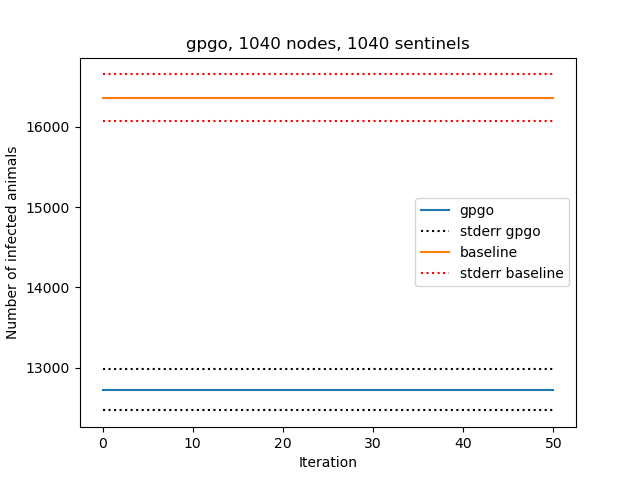 gpgo, 1040 nodes, 1040 sentinels
Number of infected animals
16000
15000
14000
13000
gpgo
stderr gpgo
baseline
stderr baseline
0 10 20 30 40 50
Iteration